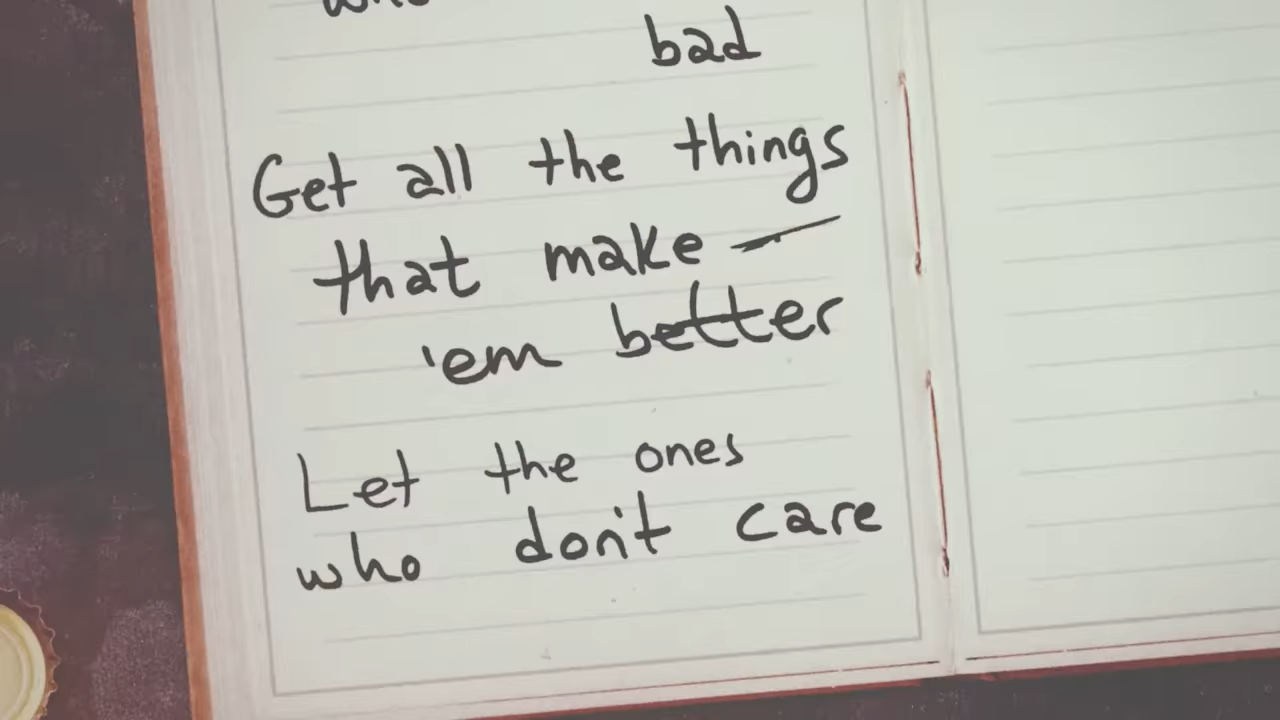 bad
Get all the things
that make —
'em better
Let the ones
who don't care